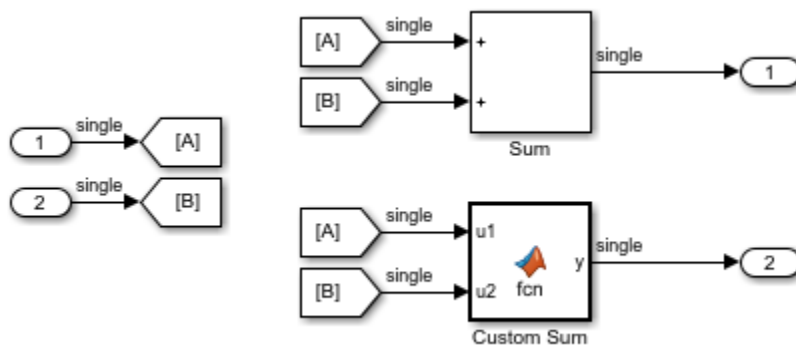 [A]
single
+
single
1
[B]
single
+
Sum
1
single
[A]
2
single
[B]
[A]
single
u1
single
y
2
fcn
[B]
single
u2
Custom Sum